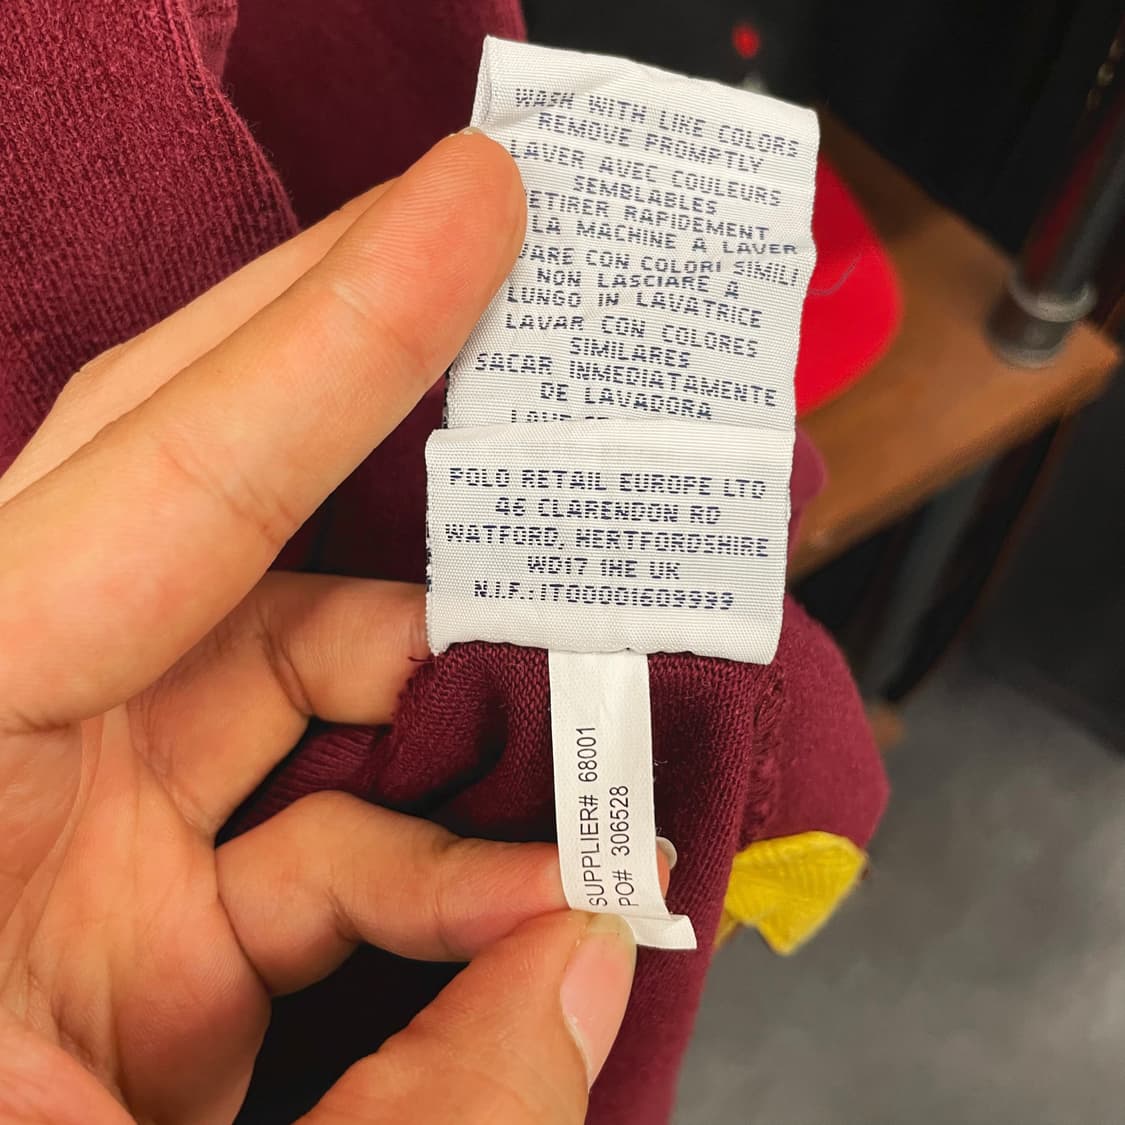 WASH WITH LIKE COLORS
REMOVE PROMPTLY
LAVER AVEC COULEURS
SEMBLABLES
ETIRER RAPIDEMENT
LA MACHINE A LAVER
VARE CON COLORI SIMILI
NON LASCIARE A
LUNGO IN LAVATRICE
LAVAR CON COLORES
SIMILARES
SACAR INMEDIATAMENTE
DE LAVADORA
POLO RETAIL EUROPE LTD
46 CLARENDON RD
WATFORD, HERTFORDSHIRE
WD17 1HE UK
N.I.F.: IT00001609999
SUPPLIER# 68001
PO# 306528